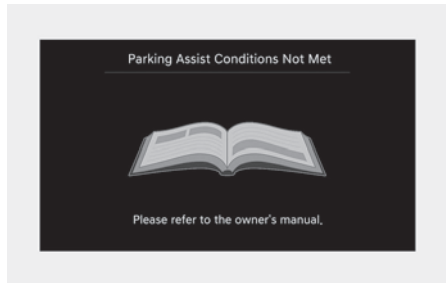 Parking Assist Conditions Not Met
Please refer to the owner's manual.